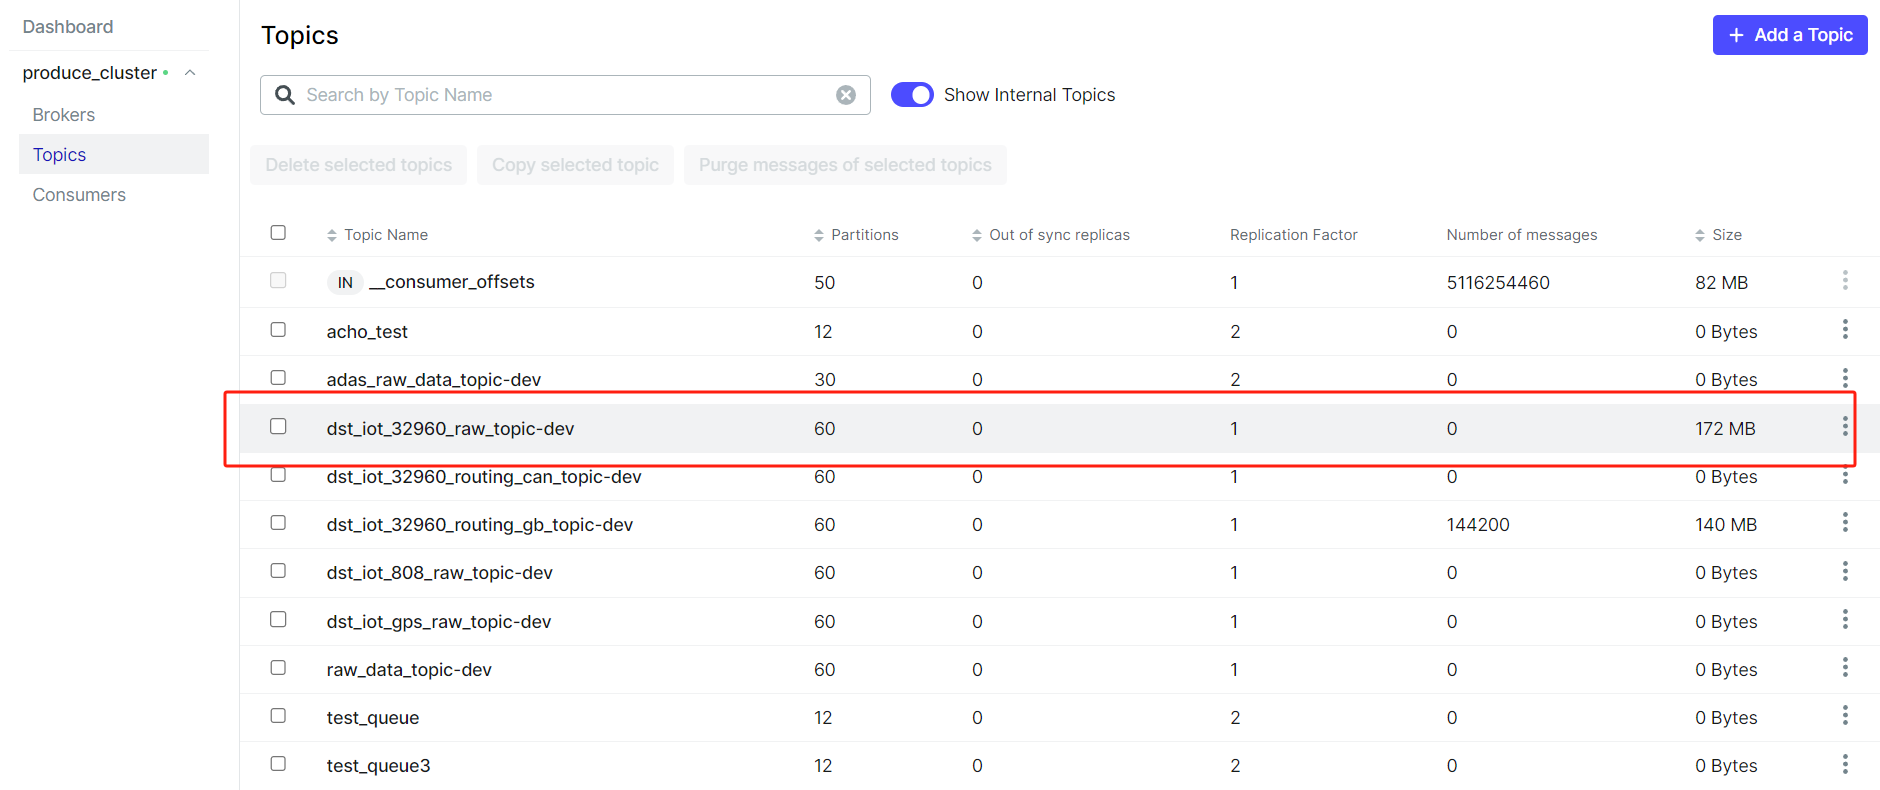 Dashboard
produce_cluster
Brokers
Topics
Consumers
Topics
+ Add a Topic
Search by Topic Name
Show Internal Topics
Delete selected topics Copy selected topic Purge messages of selected topics
Topic Name Partitions Out of sync replicas Replication Factor Number of messages Size
IN __consumer_offsets 50 0 1 5116254460 82 MB
acho_test 12 0 2 0 0 Bytes
adas_raw_data_topic-dev 30 0 2 0 0 Bytes
dst_iot_32960_raw_topic-dev 60 0 1 0 172 MB
dst_iot_32960_routing_can_topic-dev 60 0 1 0 0 Bytes
dst_iot_32960_routing_gb_topic-dev 60 0 1 144200 140 MB
dst_iot_808_raw_topic-dev 60 0 1 0 0 Bytes
dst_iot_gps_raw_topic-dev 60 0 1 0 0 Bytes
raw_data_topic-dev 60 0 1 0 0 Bytes
test_queue 12 0 2 0 0 Bytes
test_queue3 12 0 2 0 0 Bytes